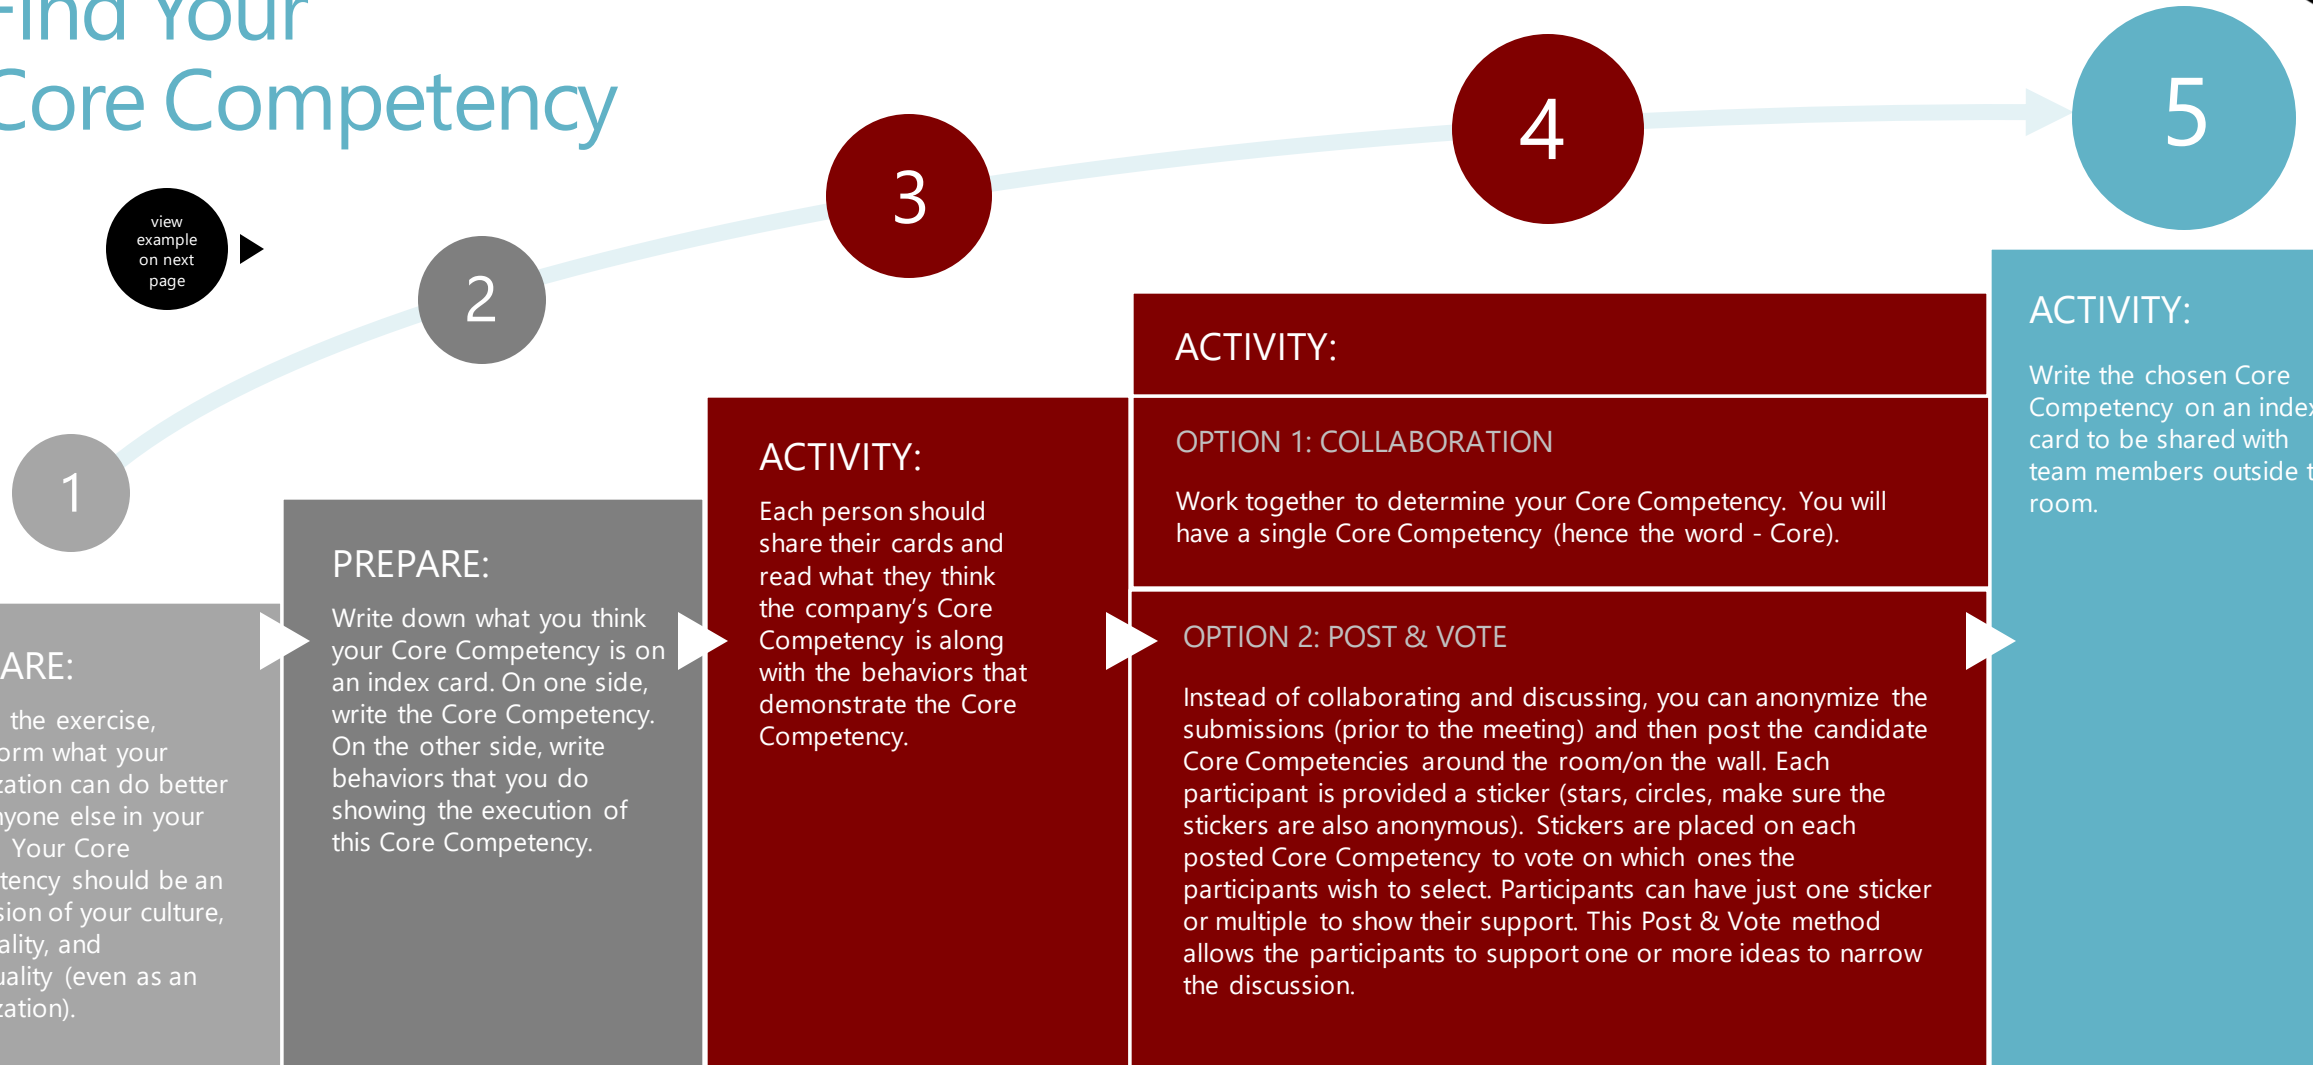 Find Your
Core Competency
view
example
on next
page
1
2
3
4
5
ARE:
the exercise,
orm what your
zation can do better
nyone else in your
Your Core
tency should be an
sion of your culture,
ality, and
uality (even as an
zation).
PREPARE:
Write down what you think
your Core Competency is on
an index card. On one side,
write the Core Competency.
On the other side, write
behaviors that you do
showing the execution of
this Core Competency.
ACTIVITY:
Each person should
share their cards and
read what they think
the company's Core
Competency is along
with the behaviors that
demonstrate the Core
Competency.
ACTIVITY:
OPTION 1: COLLABORATION
Work together to determine your Core Competency. You will
have a single Core Competency (hence the word - Core).
OPTION 2: POST & VOTE
Instead of collaborating and discussing, you can anonymize the
submissions (prior to the meeting) and then post the candidate
Core Competencies around the room/on the wall. Each
participant is provided a sticker (stars, circles, make sure the
stickers are also anonymous). Stickers are placed on each
posted Core Competency to vote on which ones the
participants wish to select. Participants can have just one sticker
or multiple to show their support. This Post & Vote method
allows the participants to support one or more ideas to narrow
the discussion.
ACTIVITY:
Write the chosen Core
Competency on an index
card to be shared with
team members outside t
room.